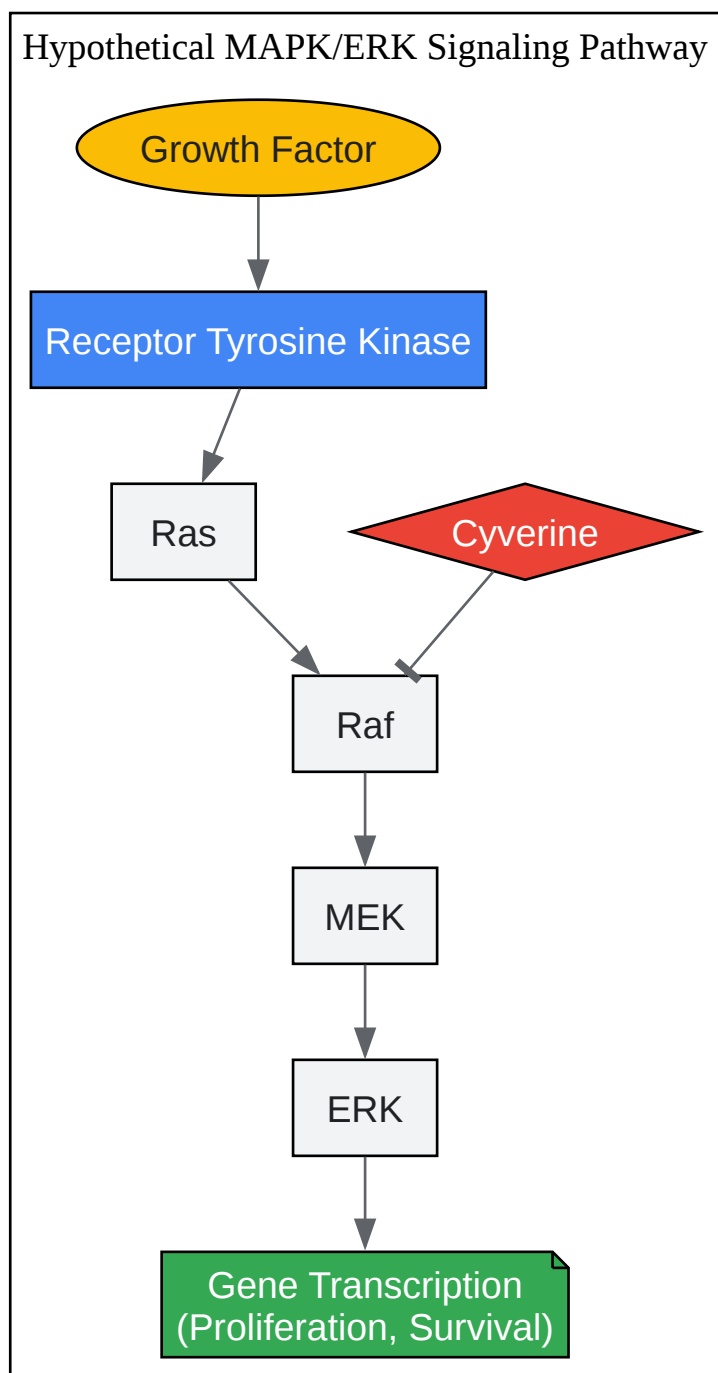 Hypothetical MAPK/ERK Signaling Pathway
Growth Factor
Receptor Tyrosine Kinase
Ras
Cyverine
Raf
MEK
ERK
Gene Transcription
(Proliferation, Survival)